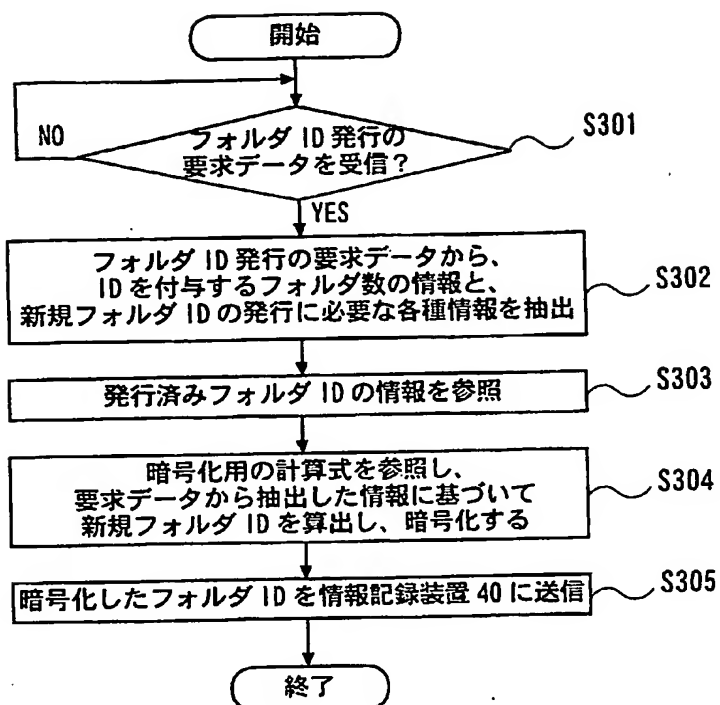 開始
NO
フォルダ ID 発行の
要求データを受信?
S301
YES
フォルダ ID 発行の要求データから、
ID を付与するフォルダ数の情報と、
新規フォルダ ID の発行に必要な各種情報を抽出
S302
発行済みフォルダ ID の情報を参照
S303
暗号化用の計算式を参照し、
要求データから抽出した情報に基づいて
新規フォルダ ID を算出し、暗号化する
S304
暗号化したフォルダ ID を情報記録装置 40 に送信
S305
終了